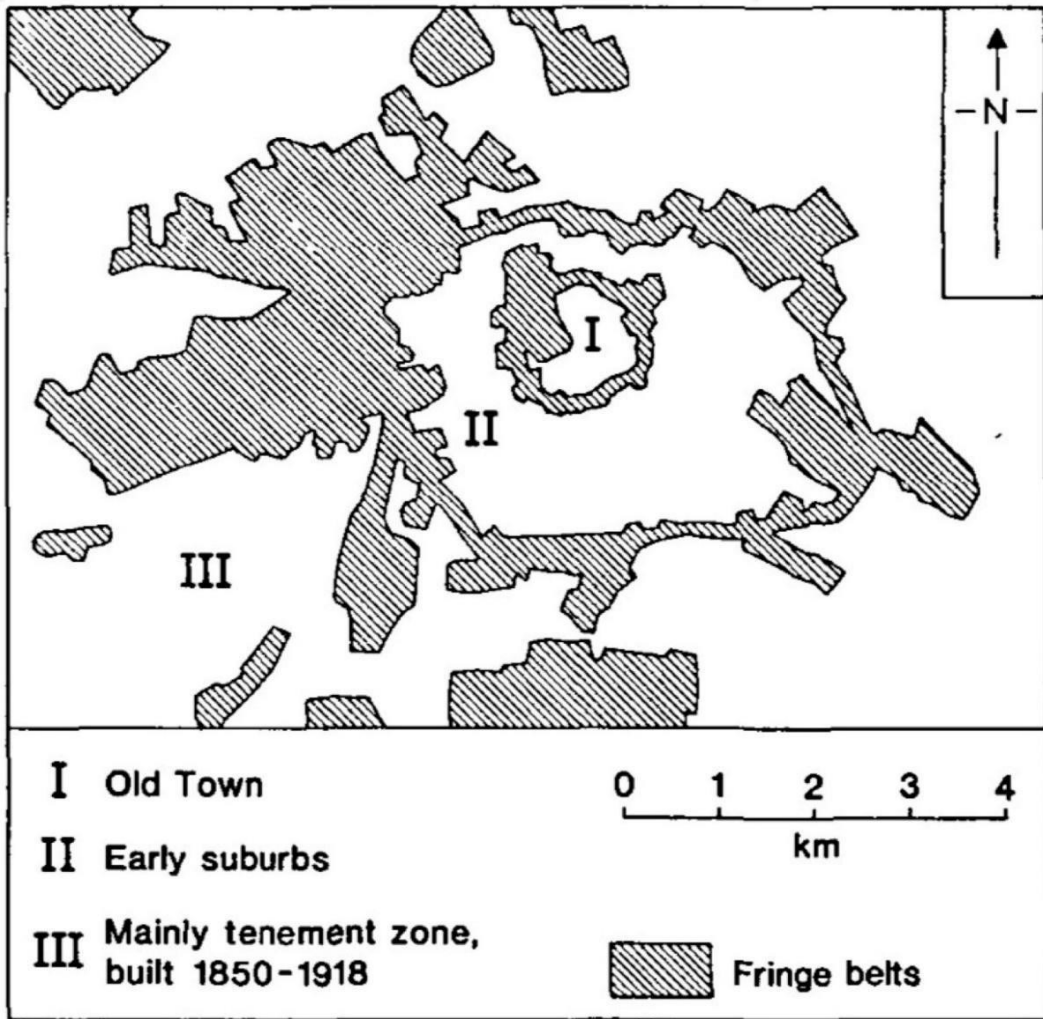 -N-
I
II
III
I Old Town
II Early suburbs
III Mainly tenement zone,
built 1850-1918
0 1 2 3 4
km
Fringe belts